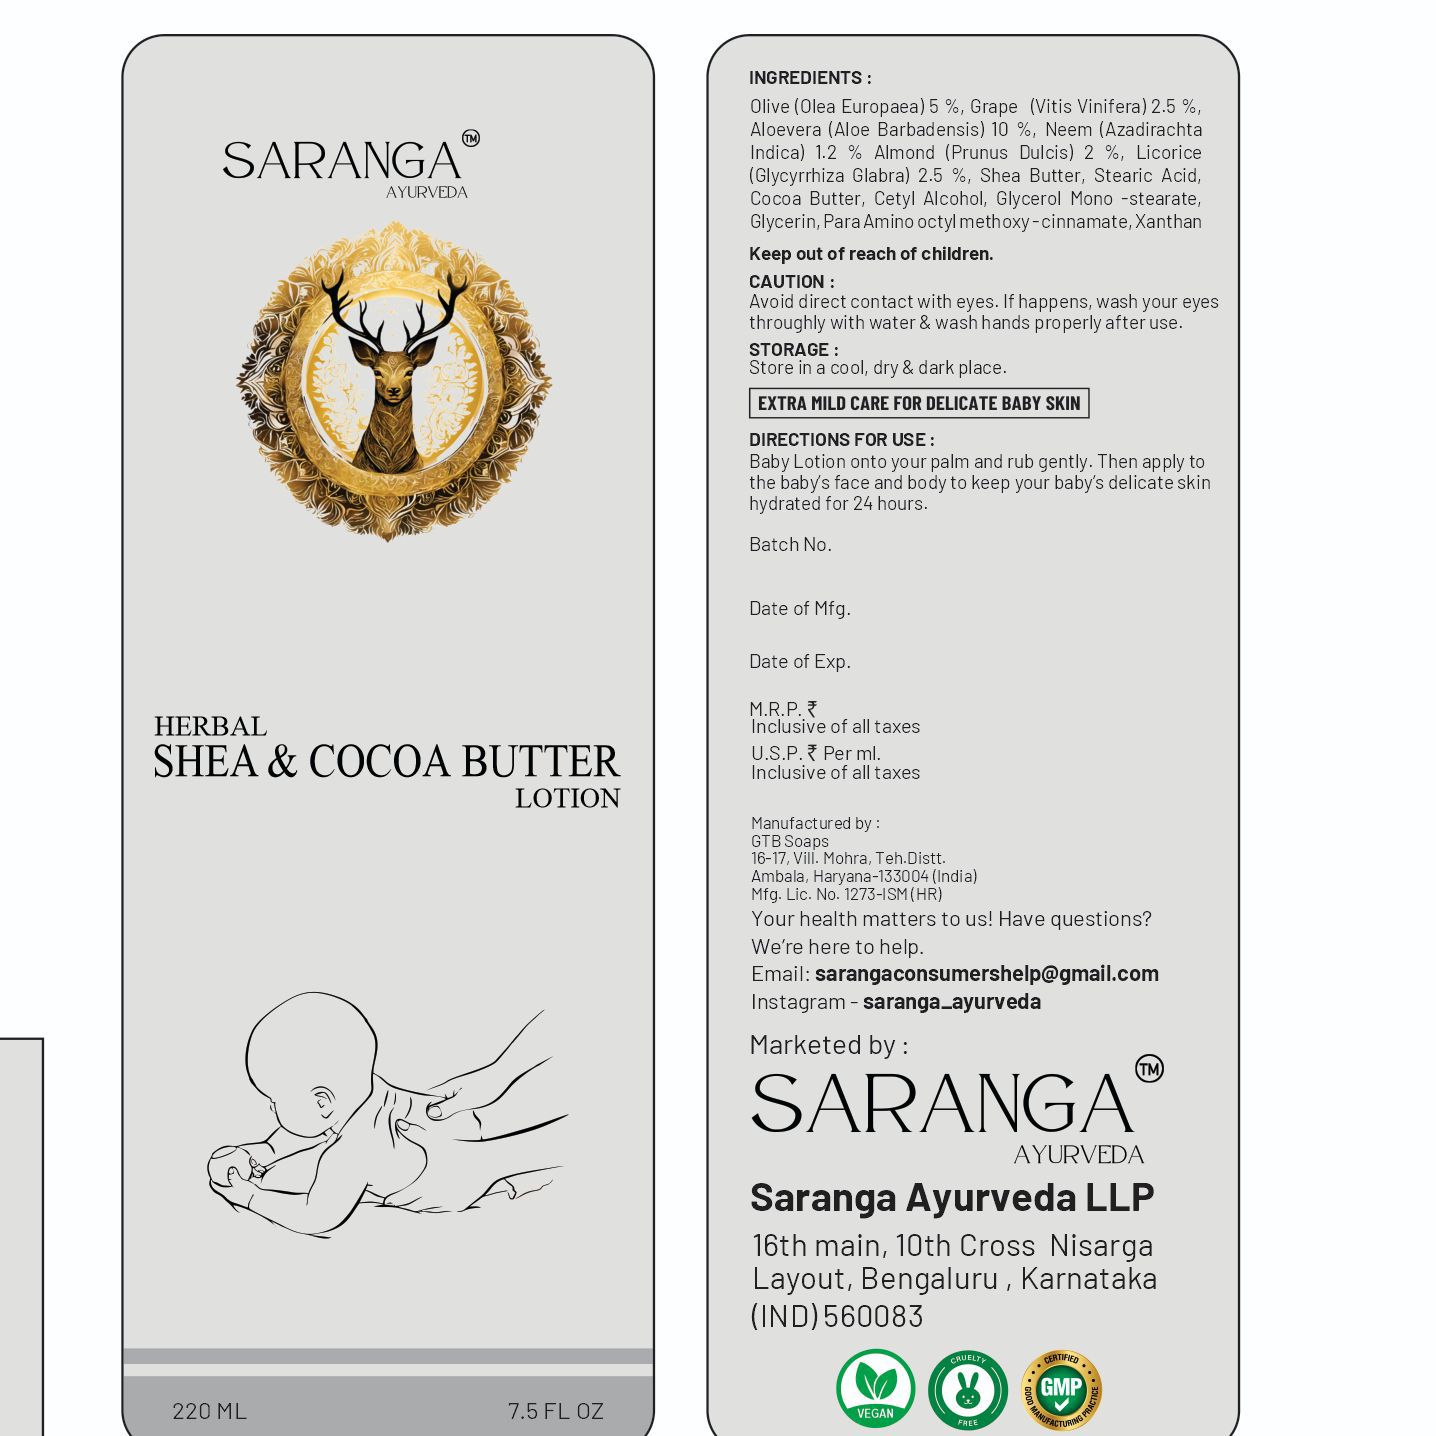 SARANGA TM
AYURVEDA
HERBAL
SHEA & COCOA BUTTER
LOTION
220 ML 7.5 FL OZ
INGREDIENTS :
Olive (Olea Europaea) 5 %, Grape (Vitis Vinifera) 2.5 %,
Aloevera (Aloe Barbadensis) 10 %, Neem (Azadirachta
Indica) 1.2 % Almond (Prunus Dulcis) 2 %, Licorice
(Glycyrrhiza Glabra) 2.5 %, Shea Butter, Stearic Acid,
Cocoa Butter, Cetyl Alcohol, Glycerol Mono -stearate,
Glycerin, Para Amino octyl methoxy - cinnamate, Xanthan
Keep out of reach of children.
CAUTION :
Avoid direct contact with eyes. If happens, wash your eyes
throughly with water & wash hands properly after use.
STORAGE :
Store in a cool, dry & dark place.
EXTRA MILD CARE FOR DELICATE BABY SKIN
DIRECTIONS FOR USE :
Baby Lotion onto your palm and rub gently. Then apply to
the baby's face and body to keep your baby's delicate skin
hydrated for 24 hours.
Batch No.
Date of Mfg.
Date of Exp.
M.R.P. ₹
Inclusive of all taxes
U.S.P. ₹ Per ml.
Inclusive of all taxes
Manufactured by :
GTB Soaps
16-17, Vill. Mohra, Teh.Distt.
Ambala, Haryana-133004 (India)
Mfg. Lic. No. 1273-ISM (HR)
Your health matters to us! Have questions?
We're here to help.
Email: sarangaconsumershelp@gmail.com
Instagram - saranga_ayurveda
Marketed by :
SARANGA TM
AYURVEDA
Saranga Ayurveda LLP
16th main, 10th Cross Nisarga
Layout, Bengaluru , Karnataka
(IND) 560083
VEGAN
CRUELTY
FREE
CERTIFIED
GMP
GOOD MANUFACTURING PRACTICE